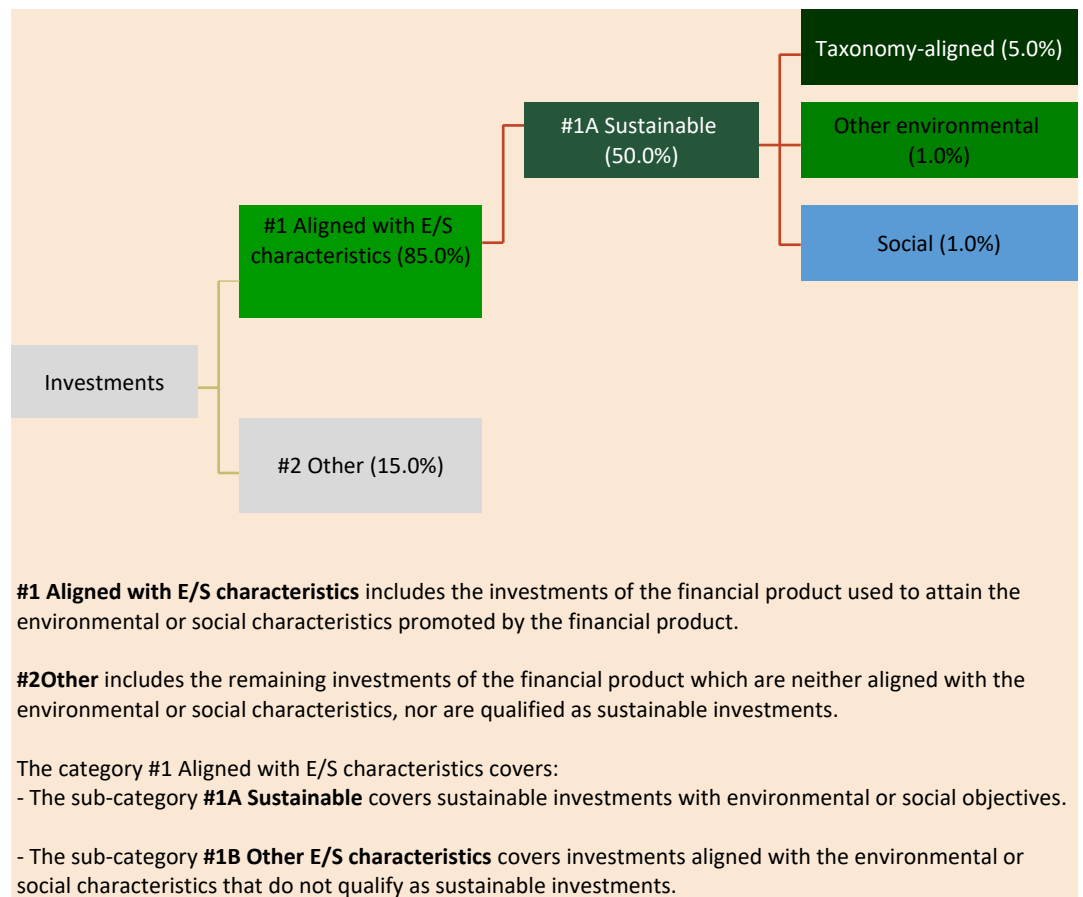 Taxonomy-aligned (5.0%)
#1A Sustainable
(50.0%)
Other environmental
(1.0%)
#1 Aligned with E/S
characteristics (85.0%)
Social (1.0%)
Investments
#2 Other (15.0%)
#1 Aligned with E/S characteristics includes the investments of the financial product used to attain the
environmental or social characteristics promoted by the financial product.
#2Other includes the remaining investments of the financial product which are neither aligned with the
environmental or social characteristics, nor are qualified as sustainable investments.
The category #1 Aligned with E/S characteristics covers:
- The sub-category #1A Sustainable covers sustainable investments with environmental or social objectives.
- The sub-category #1B Other E/S characteristics covers investments aligned with the environmental or
social characteristics that do not qualify as sustainable investments.